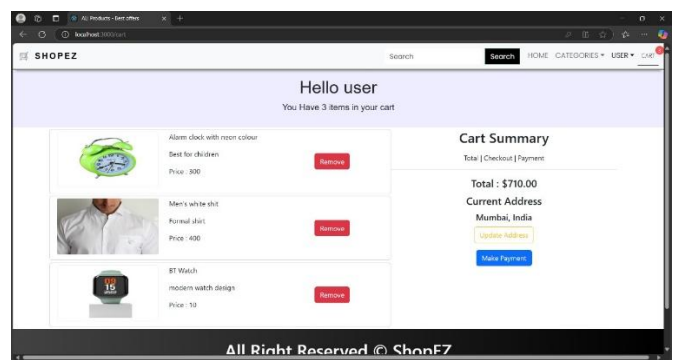 All Products - Best offers
localhost:3000/cart
SHOPEZ
Search
Search
HOME
CATEGORIES
USER
CART
Hello user
You Have 3 items in your cart
Alarm clock with neon colour
Best for children
Price : 300
Remove
Men's white shit
Formal shirt
Price : 400
Remove
BT Watch
modern watch design
Price : 10
Remove
Cart Summary
Total | Checkout | Payment
Total : $710.00
Current Address
Mumbai, India
Update Address
Make Payment
All Right Reserved © ShopEZ